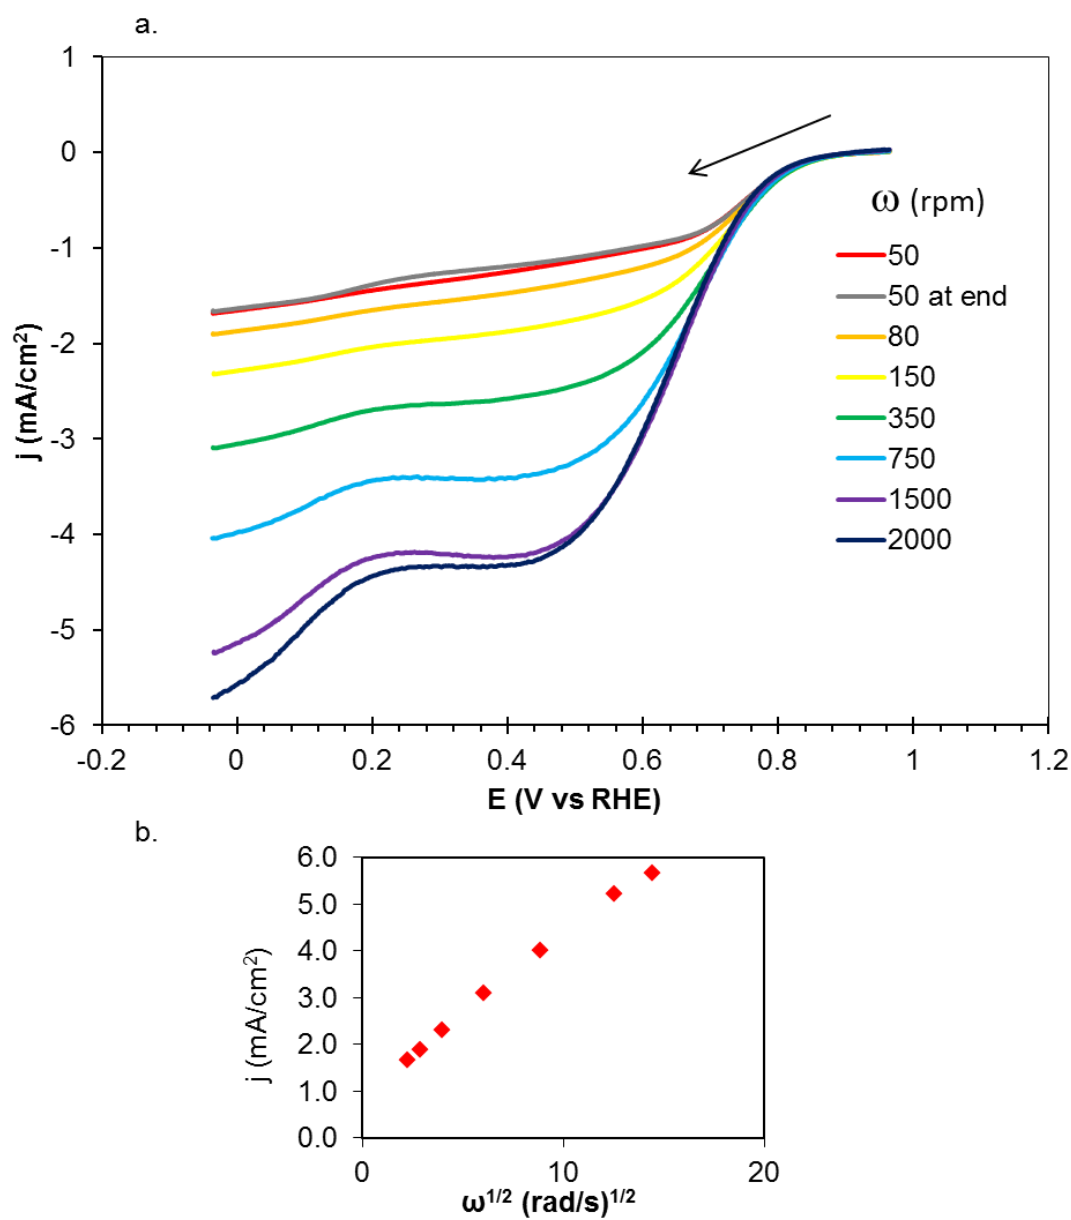 a.
1
0
-1
-2
-3
-4
-5
-6
j (mA/cm²)
-0.2 0 0.2 0.4 0.6 0.8 1 1.2
E (V vs RHE)
ω (rpm)
50
50 at end
80
150
350
750
1500
2000
b.
6.0
5.0
4.0
3.0
2.0
1.0
0.0
j (mA/cm²)
0 10 20
ω¹/² (rad/s)¹/²